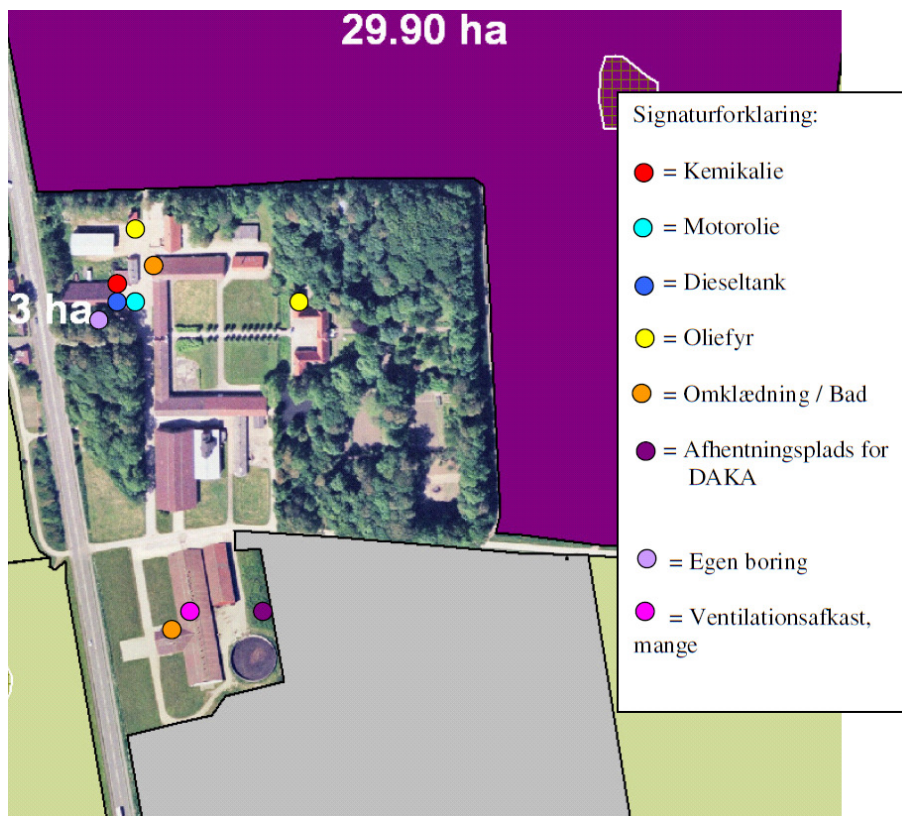 29.90 ha
Signaturforklaring:
= Kemikalie
= Motorolie
= Dieseltank
3 ha
= Oliefyr
= Omklædning / Bad
= Afhentningsplads for
DAKA
= Egen boring
= Ventilationsafkast,
mange